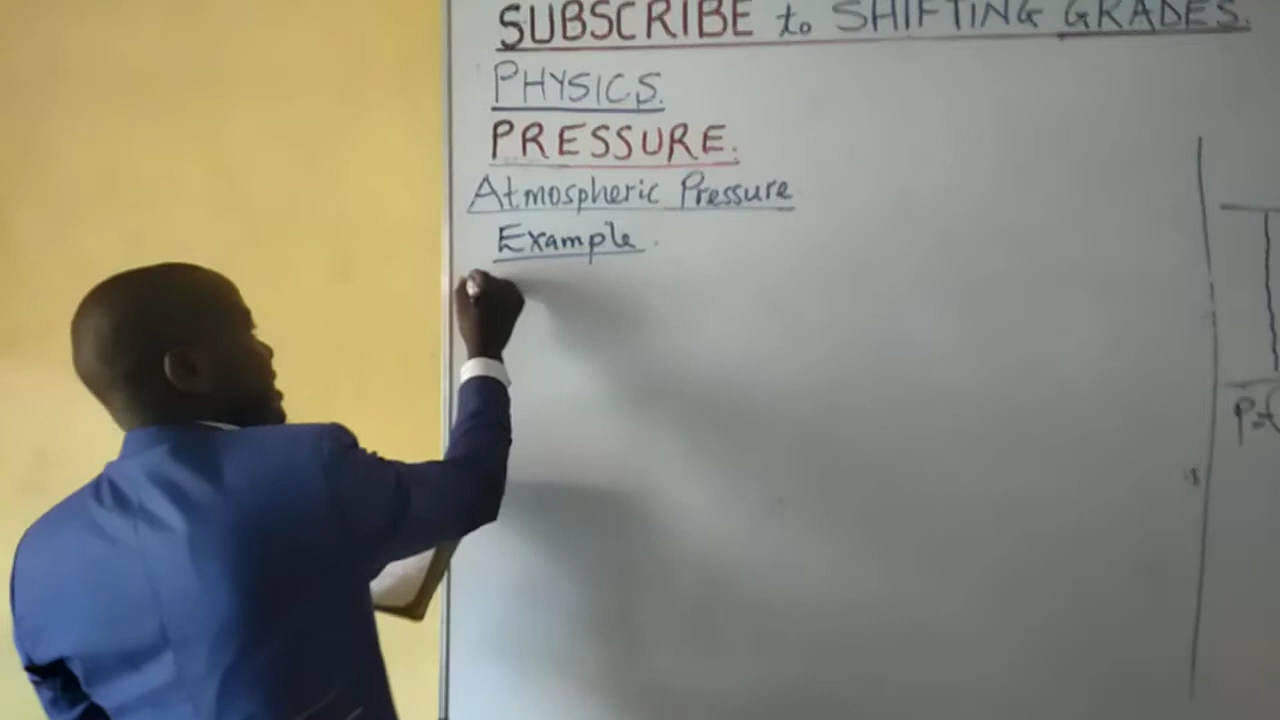 SUBSCRIBE to SHIFTING GRADES.
PHYSICS.
PRESSURE.
Atmospheric Pressure
Example.